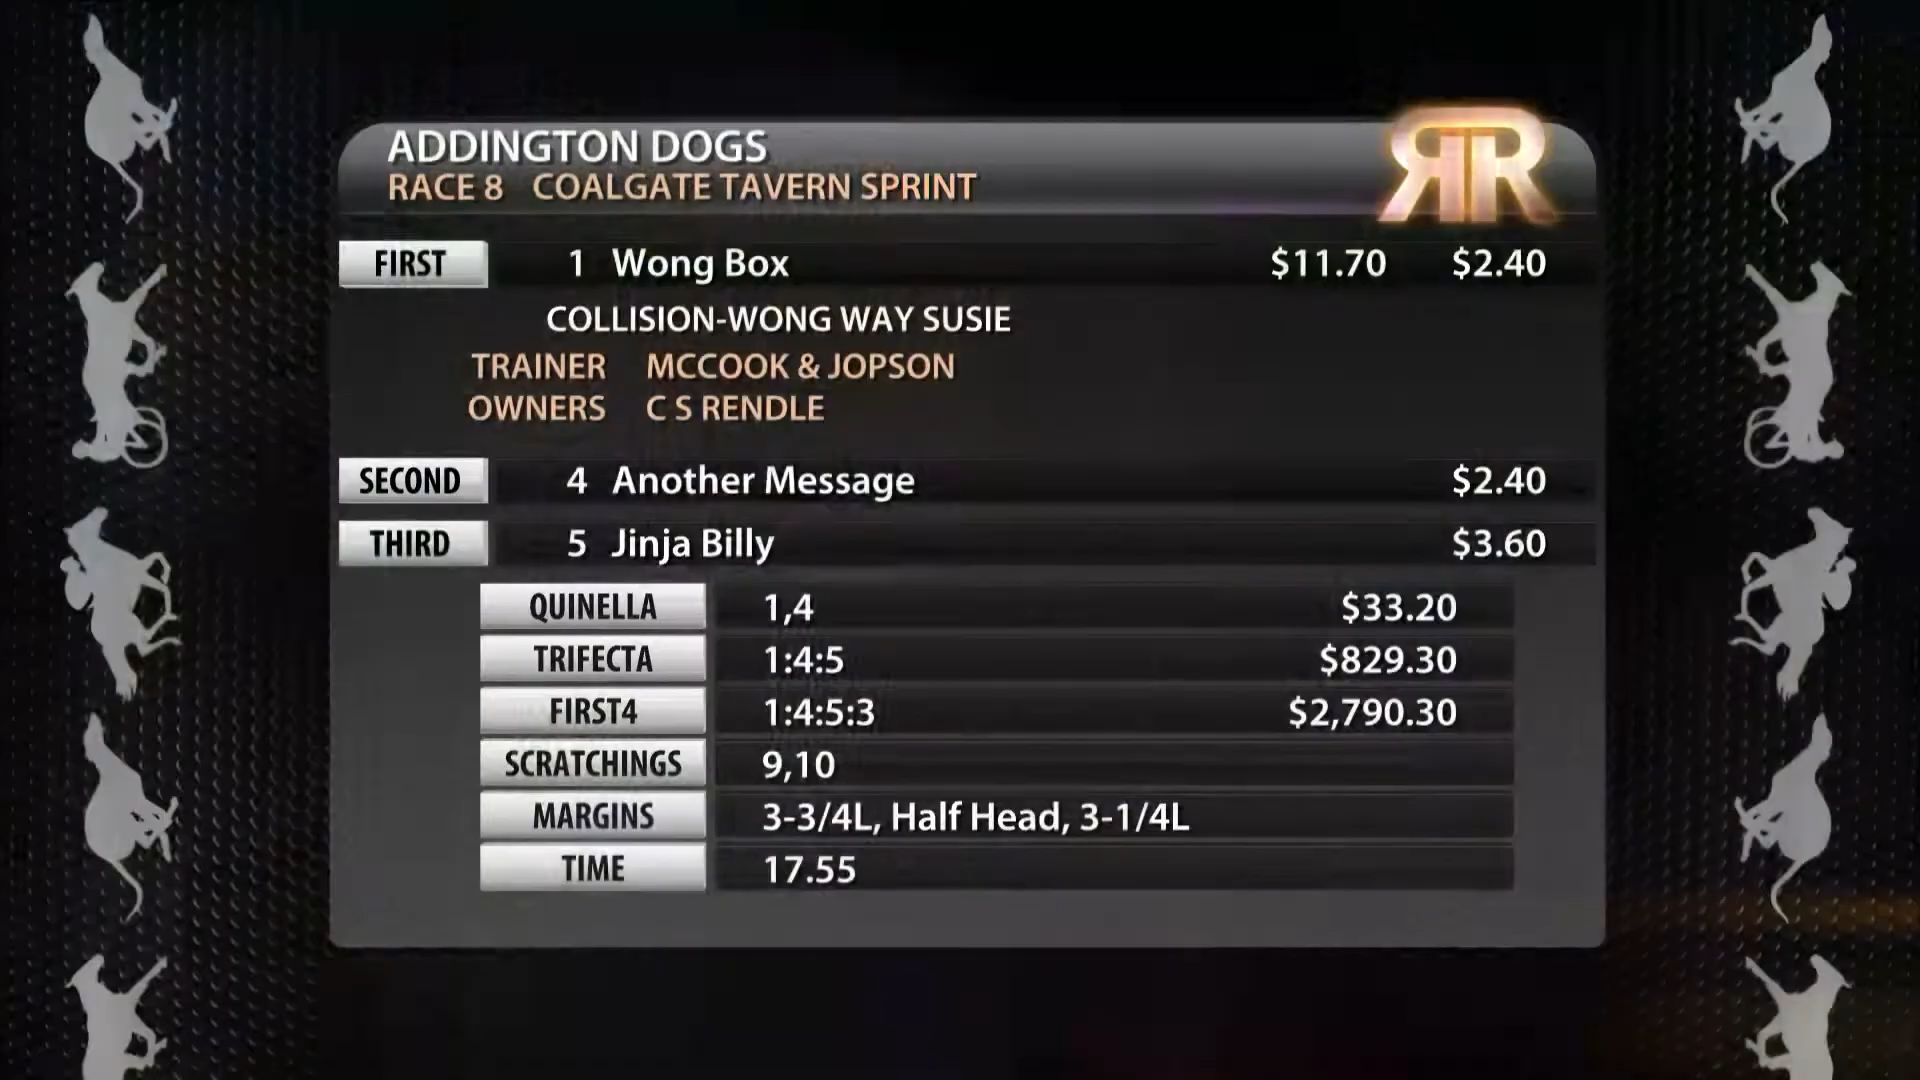 ADDINGTON DOGS
RACE 8 COALGATE TAVERN SPRINT
RR
FIRST 1 Wong Box $11.70 $2.40
COLLISION-WONG WAY SUSIE
TRAINER MCCOOK & JOPSON
OWNERS C S RENDLE
SECOND 4 Another Message $2.40
THIRD 5 Jinja Billy $3.60
QUINELLA 1,4 $33.20
TRIFECTA 1:4:5 $829.30
FIRST4 1:4:5:3 $2,790.30
SCRATCHINGS 9,10
MARGINS 3-3/4L, Half Head, 3-1/4L
TIME 17.55